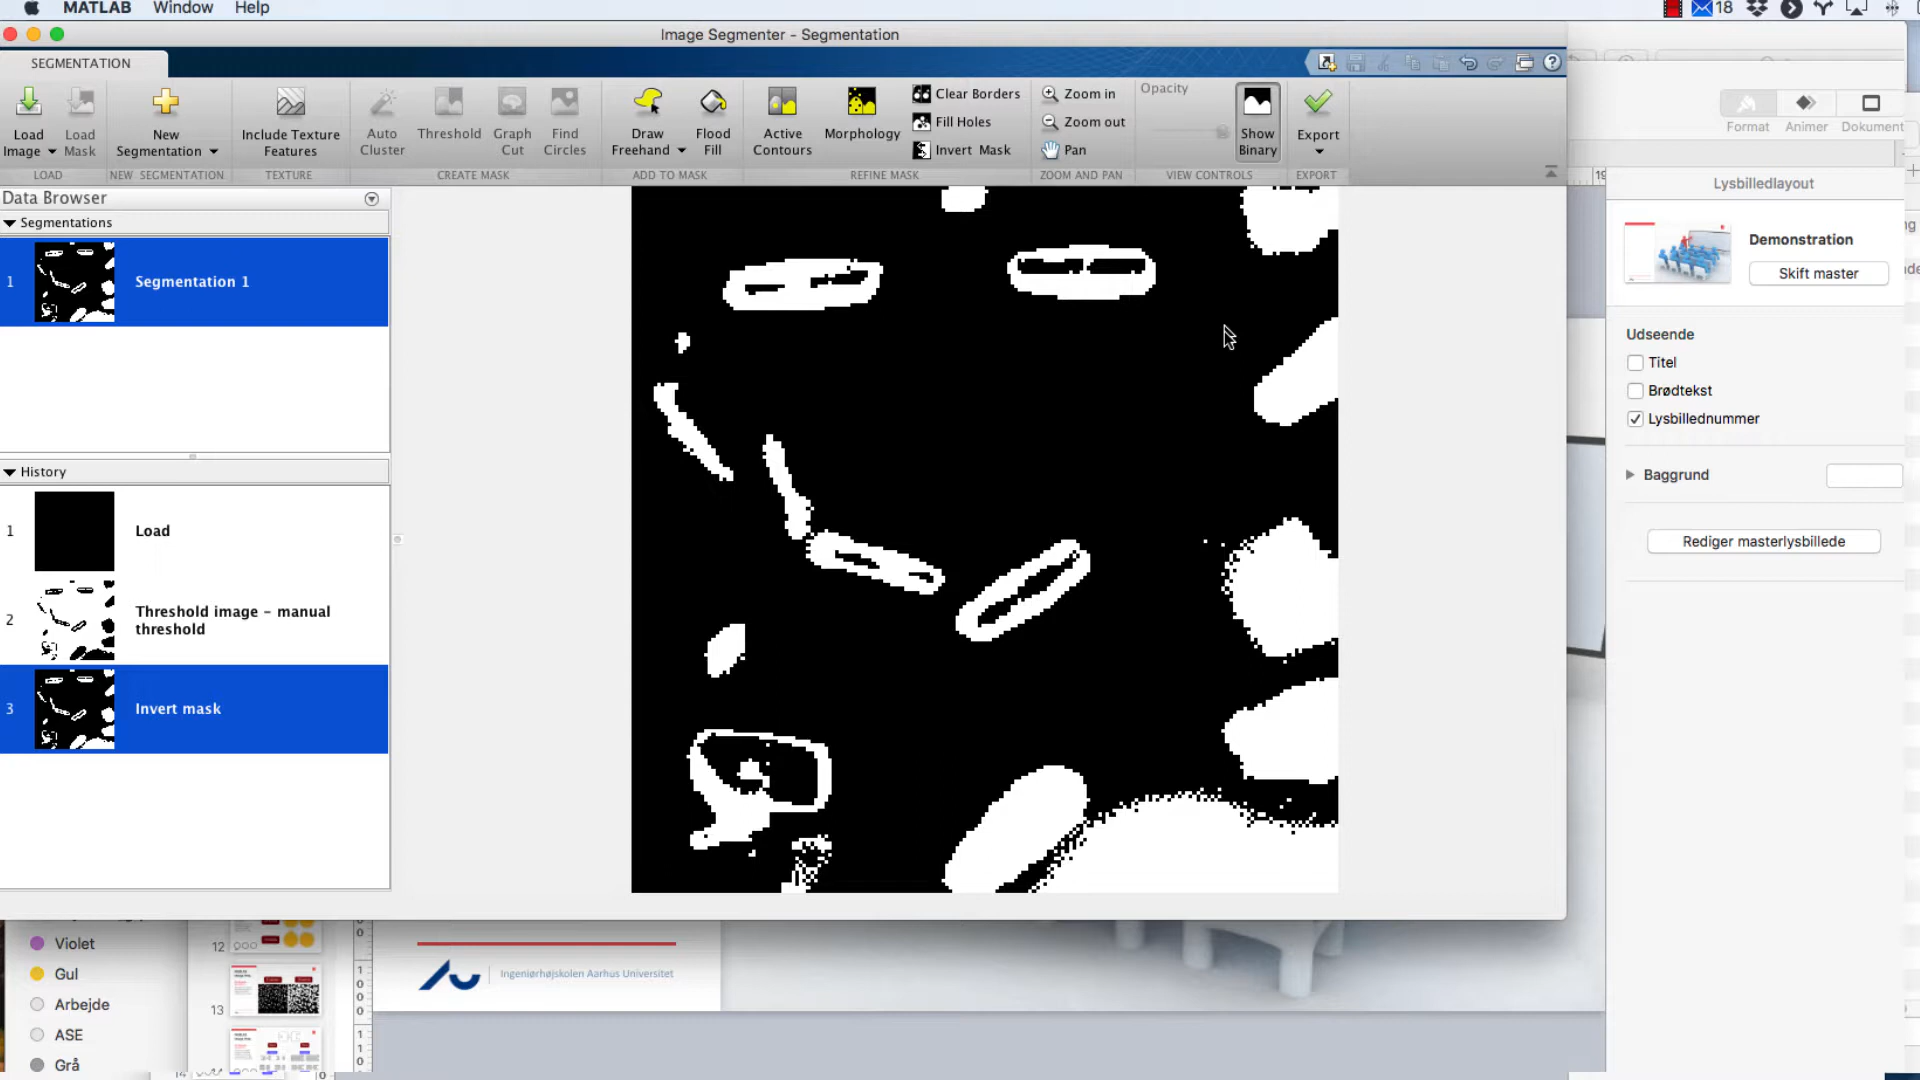 MATLAB Window Help
18
Image Segmenter - Segmentation
SEGMENTATION
Load Image
Load Mask
New Segmentation
Include Texture Features
Auto Cluster
Threshold
Graph Cut
Find Circles
Draw Freehand
Flood Fill
Active Contours
Morphology
Clear Borders
Fill Holes
Invert Mask
Zoom in
Zoom out
Pan
Opacity
Show Binary
Export
LOAD
NEW SEGMENTATION
TEXTURE
CREATE MASK
ADD TO MASK
REFINE MASK
ZOOM AND PAN
VIEW CONTROLS
EXPORT
Data Browser
Segmentations
1 Segmentation 1
History
1 Load
2 Threshold image - manual
threshold
3 Invert mask
Format
Animer
Dokument
Lysbilledlayout
Demonstration
Skift master
Udseende
Titel
Brødtekst
Lysbillednummer
Baggrund
Rediger masterlysbillede
Violet
Gul
Arbejde
ASE
Grå
12
13
14
Ingeniørhøjskolen Aarhus Universitet